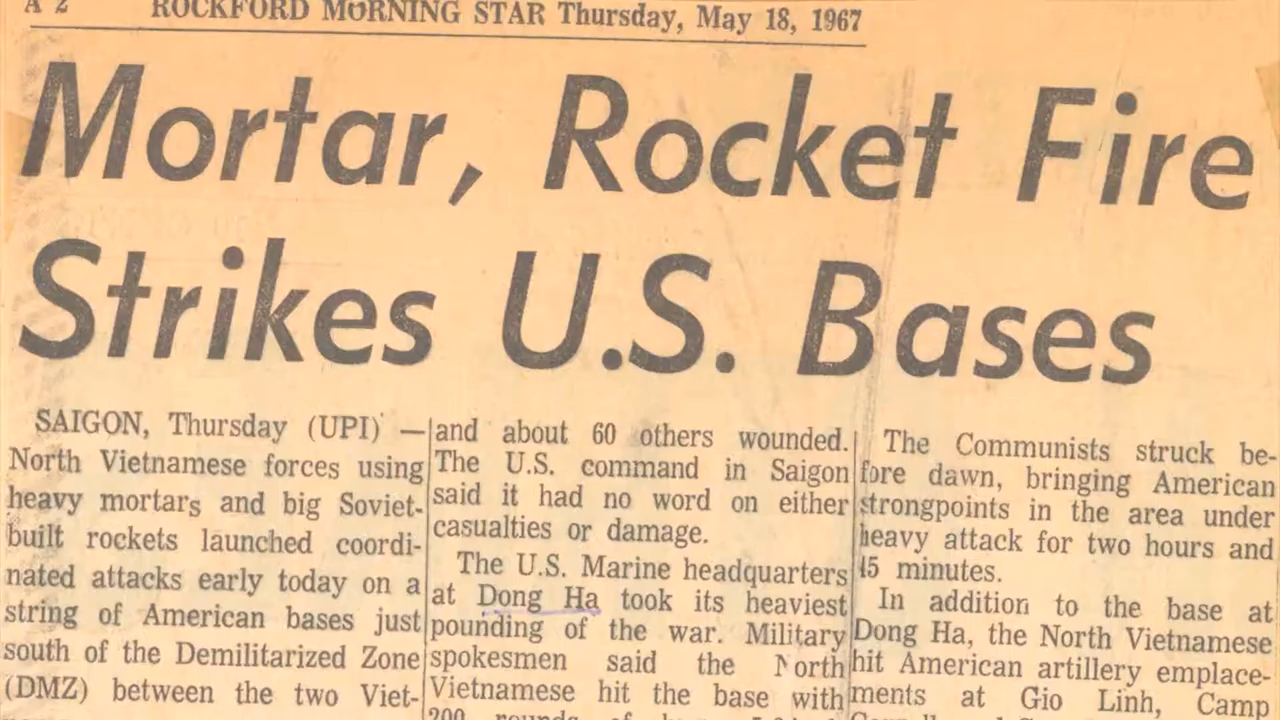 A 2 ROCKFORD MORNING STAR Thursday, May 18, 1967
Mortar, Rocket Fire
Strikes U.S. Bases
SAIGON, Thursday (UPI) —
North Vietnamese forces using
heavy mortars and big Soviet-
built rockets launched coordi-
nated attacks early today on a
string of American bases just
south of the Demilitarized Zone
(DMZ) between the two Viet-
and about 60 others wounded.
The U.S. command in Saigon
said it had no word on either
casualties or damage.
The U.S. Marine headquarters
at Dong Ha took its heaviest
pounding of the war. Military
spokesmen said the North
Vietnamese hit the base with
200 rounds of
The Communists struck be-
fore dawn, bringing American
strongpoints in the area under
heavy attack for two hours and
45 minutes.
In addition to the base at
Dong Ha, the North Vietnamese
hit American artillery emplace-
ments at Gio Linh, Camp